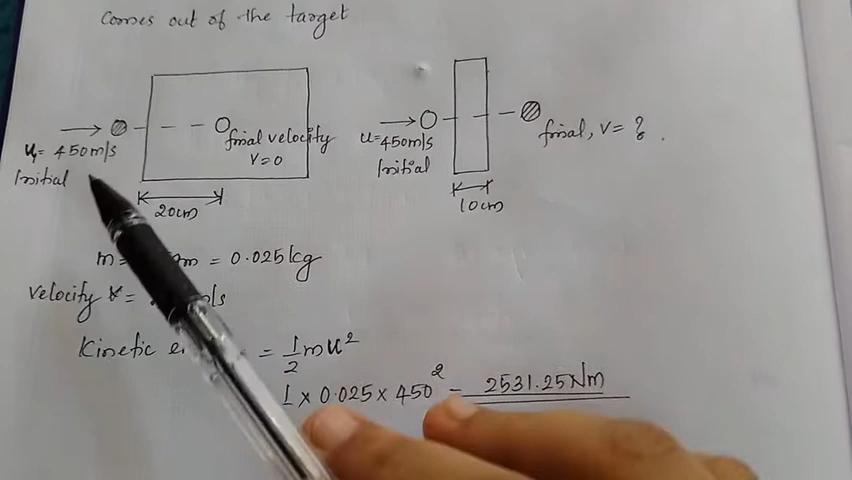 Comes out of the target
u= 450m/s
Initial
final velocity
V=0
20cm
u=450m/s
Initial
final, v= ?
10cm
m= m = 0.025kg
Velocity = m/s
Kinetic = 1/2 mu²
1 × 0.025 × 450² = 2531.25Nm